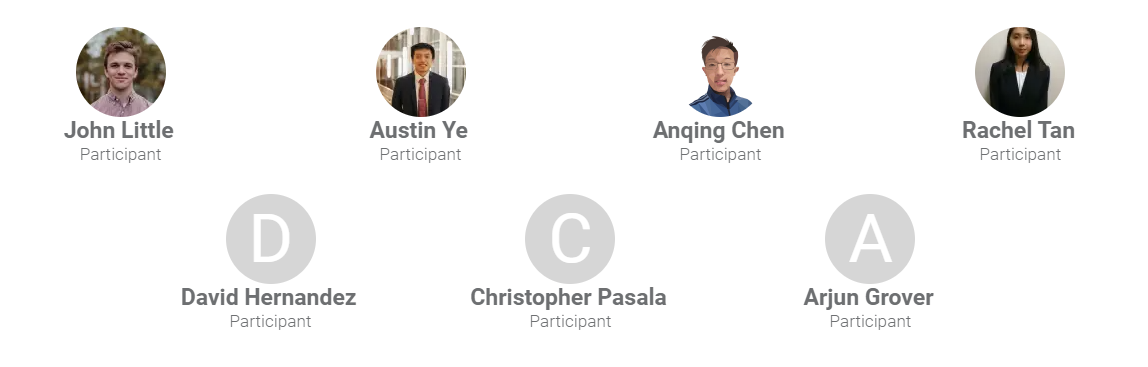 John Little
Participant
Austin Ye
Participant
Anqing Chen
Participant
Rachel Tan
Participant
D
David Hernandez
Participant
C
Christopher Pasala
Participant
A
Arjun Grover
Participant